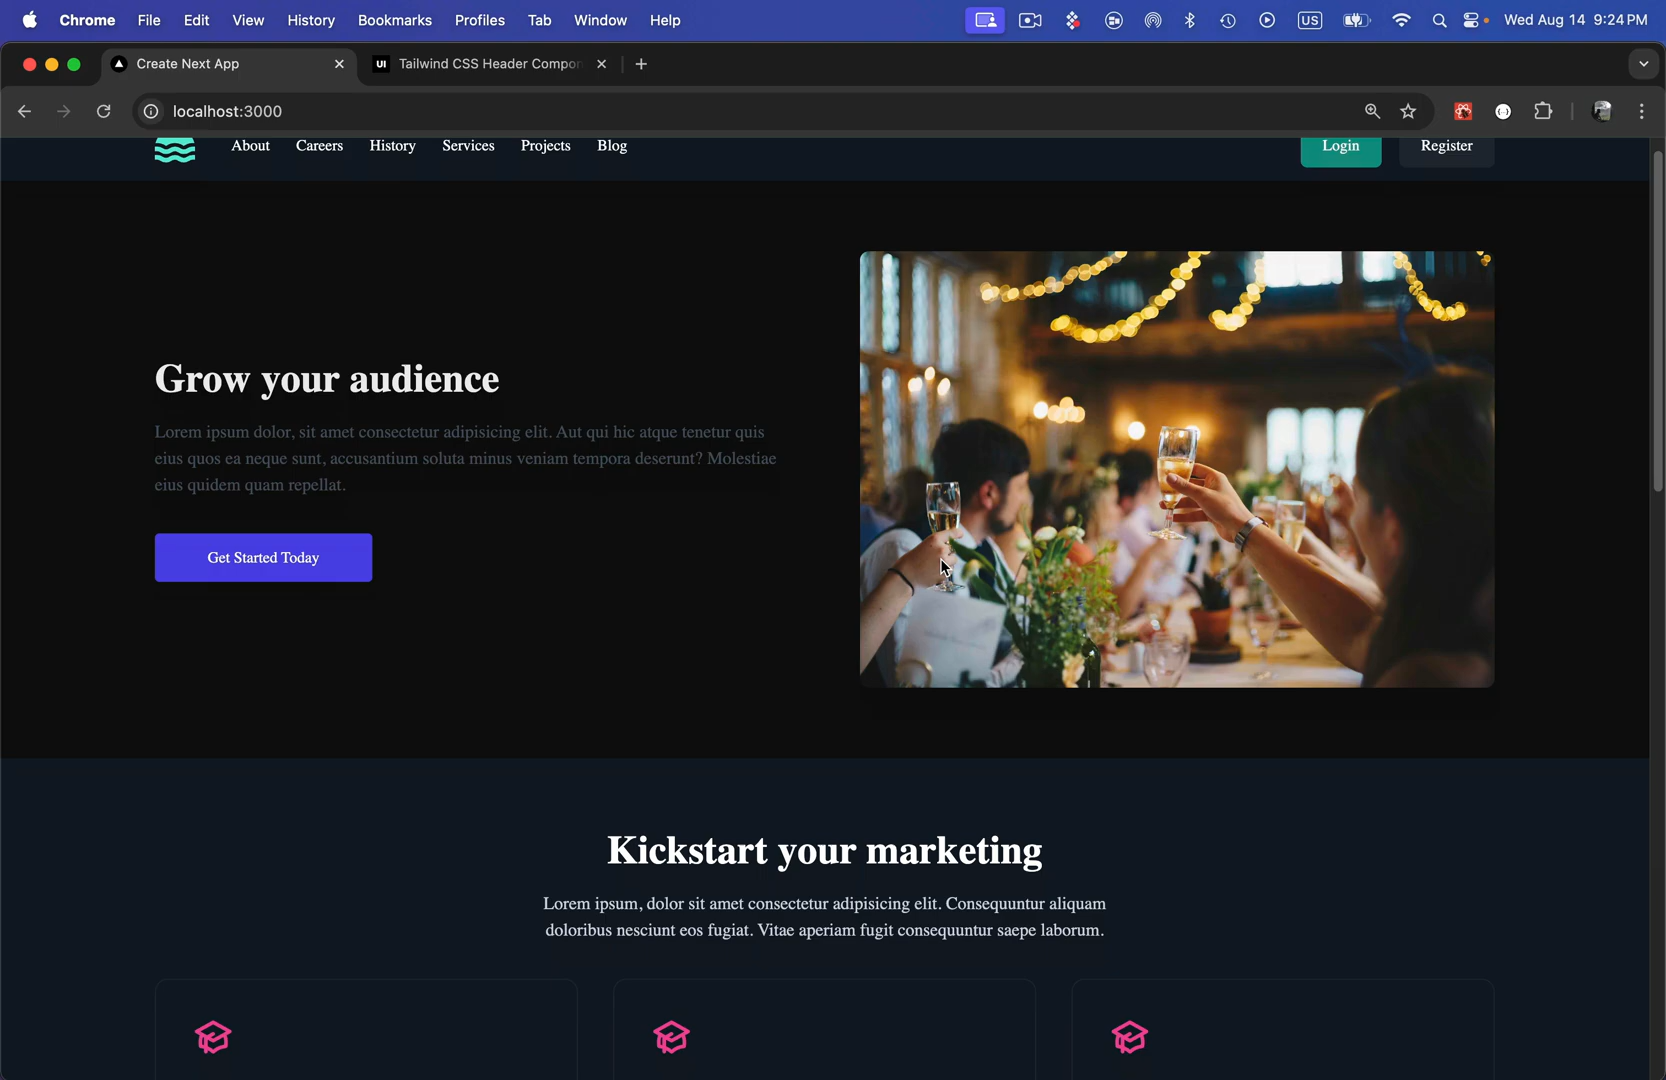 Chrome File Edit View History Bookmarks Profiles Tab Window Help US Wed Aug 14 9:24 PM
Create Next App UI Tailwind CSS Header Compon
localhost:3000
About Careers History Services Projects Blog Login Register
Grow your audience
Lorem ipsum dolor, sit amet consectetur adipisicing elit. Aut qui hic atque tenetur quis
eius quos ea neque sunt, accusantium soluta minus veniam tempora deserunt? Molestiae
eius quidem quam repellat.
Get Started Today
Kickstart your marketing
Lorem ipsum, dolor sit amet consectetur adipisicing elit. Consequuntur aliquam
doloribus nesciunt eos fugiat. Vitae aperiam fugit consequuntur saepe laborum.